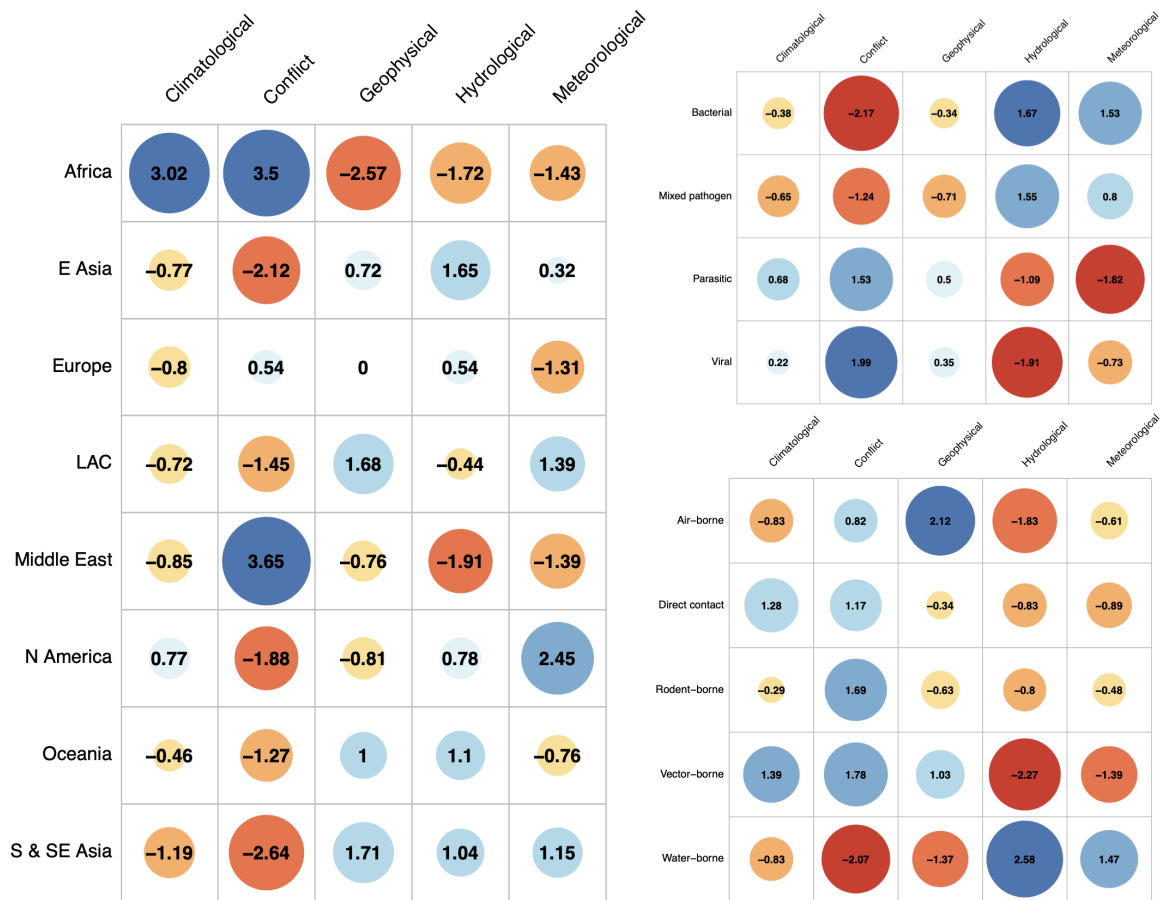 Climatological Conflict Geophysical Hydrological Meteorological
Africa 3.02 3.5 −2.57 −1.72 −1.43
E Asia −0.77 −2.12 0.72 1.65 0.32
Europe −0.8 0.54 0 0.54 −1.31
LAC −0.72 −1.45 1.68 −0.44 1.39
Middle East −0.85 3.65 −0.76 −1.91 −1.39
N America 0.77 −1.88 −0.81 0.78 2.45
Oceania −0.46 −1.27 1 1.1 −0.76
S & SE Asia −1.19 −2.64 1.71 1.04 1.15
Climatological Conflict Geophysical Hydrological Meteorological
Bacterial −0.38 −2.17 −0.34 1.67 1.53
Mixed pathogen −0.65 −1.24 −0.71 1.55 0.8
Parasitic 0.68 1.53 0.5 −1.09 −1.82
Viral 0.22 1.99 0.35 −1.91 −0.73
Climatological Conflict Geophysical Hydrological Meteorological
Air−borne −0.83 0.82 2.12 −1.83 −0.61
Direct contact 1.28 1.17 −0.34 −0.83 −0.89
Rodent−borne −0.29 1.69 −0.63 −0.8 −0.48
Vector−borne 1.39 1.78 1.03 −2.27 −1.39
Water−borne −0.83 −2.07 −1.37 2.58 1.47